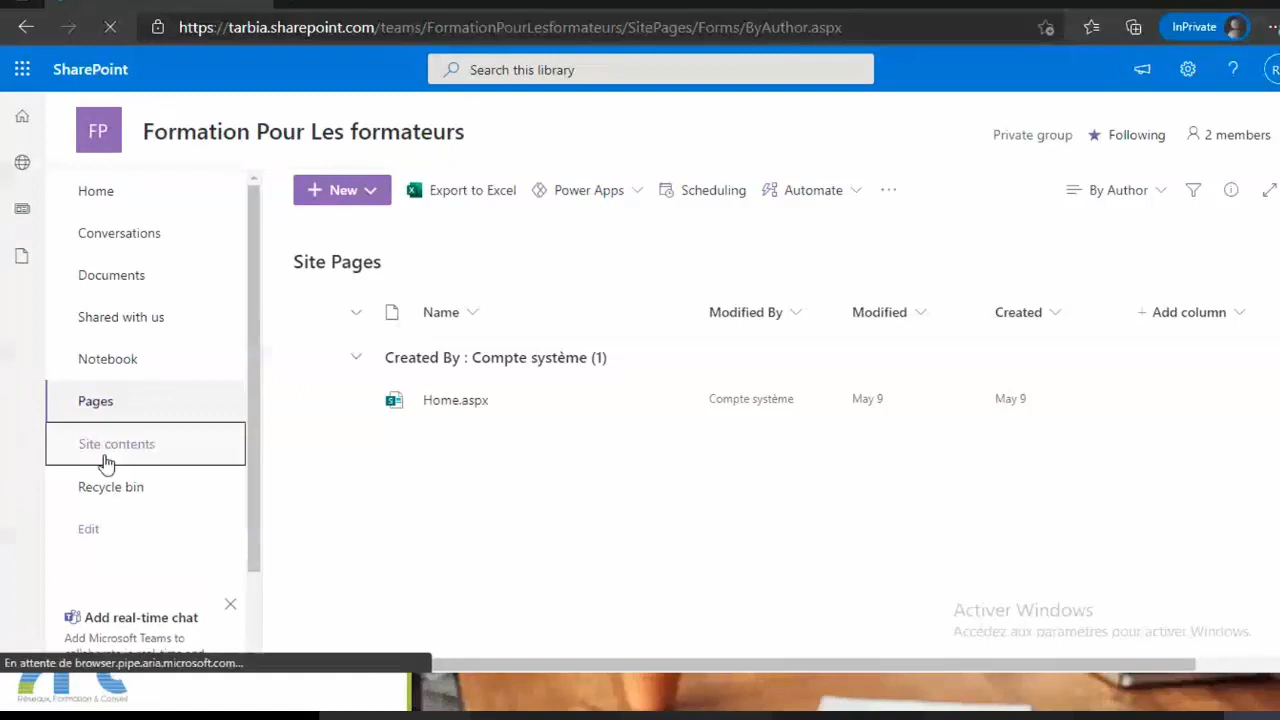 https://tarbia.sharepoint.com/teams/FormationPourLesformateurs/SitePages/Forms/ByAuthor.aspx
InPrivate
SharePoint
Search this library
R
FP
Formation Pour Les formateurs
Private group
Following
2 members
Home
Conversations
Documents
Shared with us
Notebook
Pages
Site contents
Recycle bin
Edit
New
Export to Excel
Power Apps
Scheduling
Automate
By Author
Site Pages
Name
Modified By
Modified
Created
Add column
Created By : Compte système (1)
Home.aspx
Compte système
May 9
May 9
Add real-time chat
Add Microsoft Teams to
Activer Windows
Accédez aux paramètres pour activer Windows.
En attente de browser.pipe.aria.microsoft.com...
Réseaux, Formation & Conseil